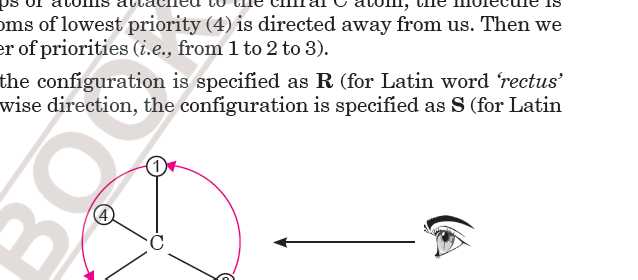 ps or atoms attached to the chiral C atom, the molecule is
oms of lowest priority (4) is directed away from us. Then we
er of priorities (i.e., from 1 to 2 to 3).
the configuration is specified as R (for Latin word ‘rectus’
wise direction, the configuration is specified as S (for Latin
1
4
C
BOOK